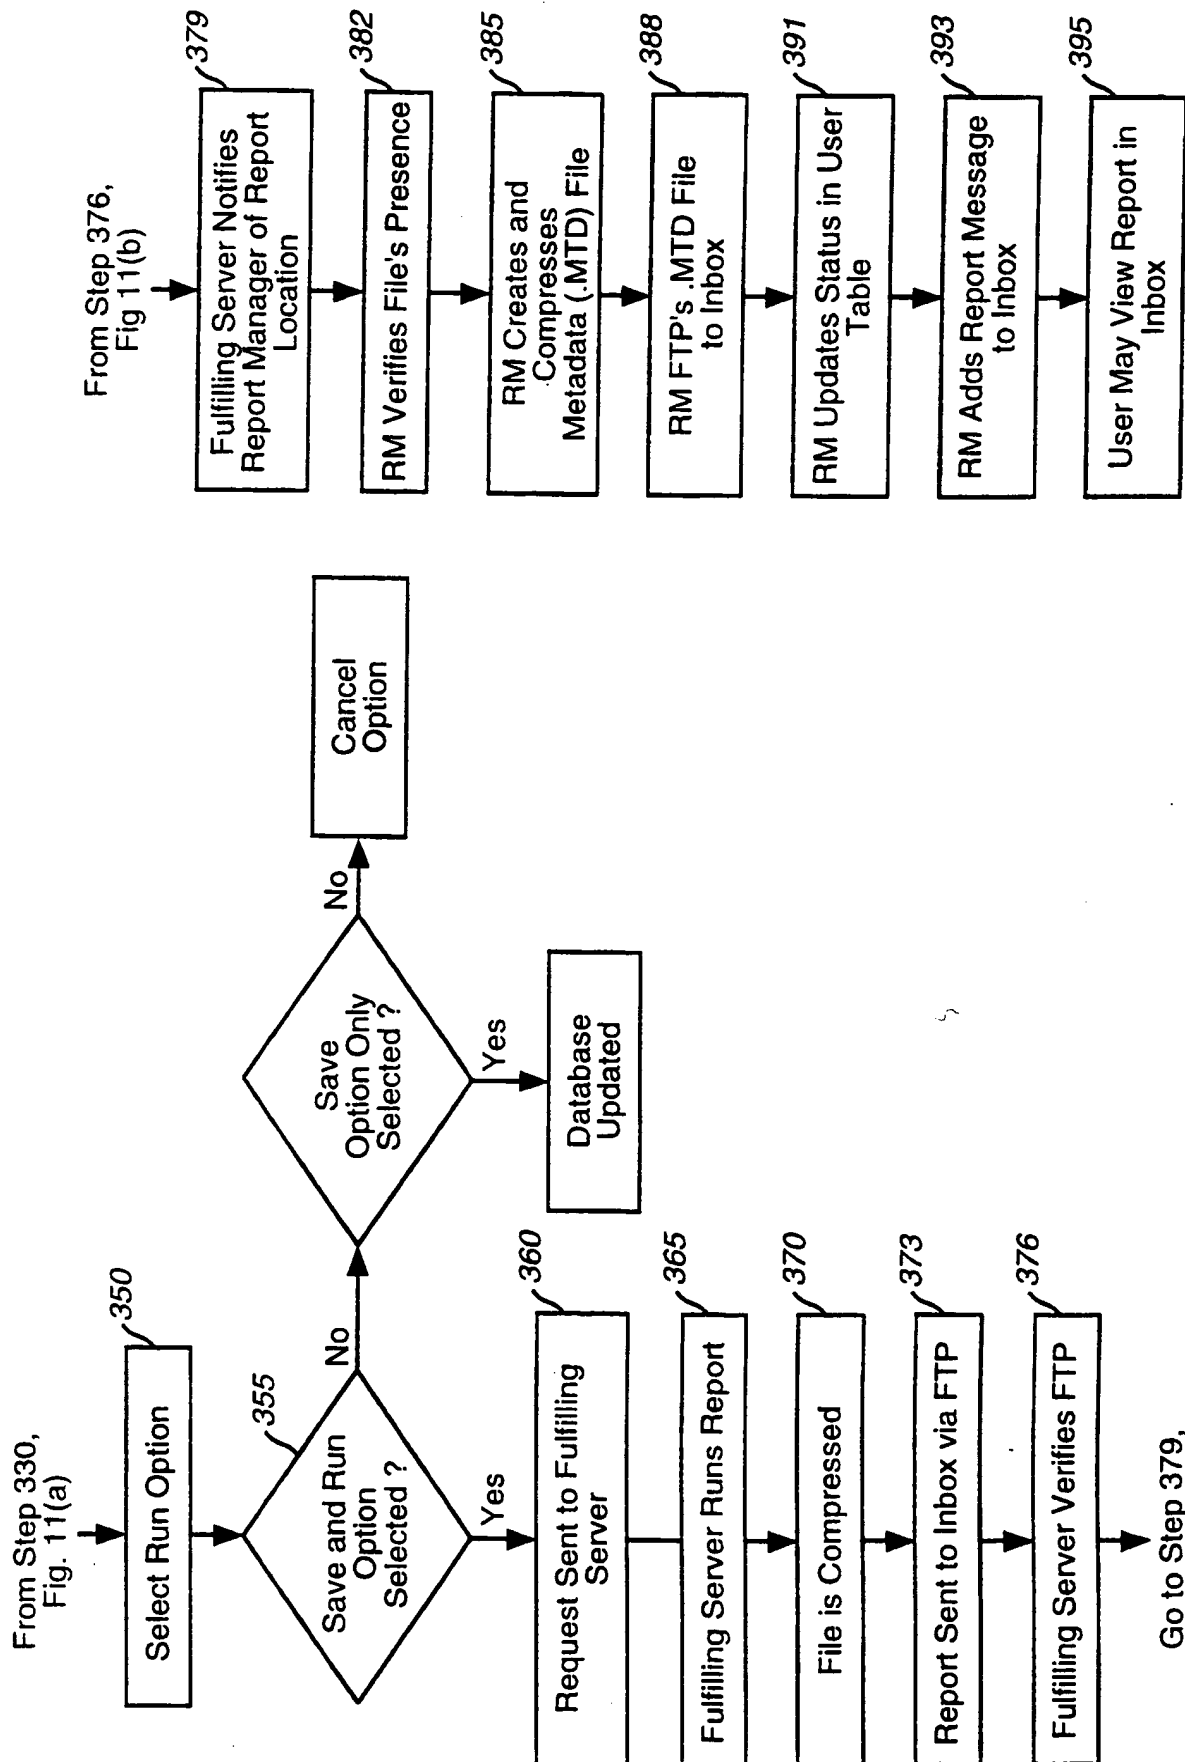 From Step 330,
Fig. 11(a)
350
Select Run Option
355
Save and Run
Option
Selected ?
No
Yes
Save
Option Only
Selected ?
No
Yes
Cancel
Option
Database
Updated
360
Request Sent to Fulfilling
Server
365
Fulfilling Server Runs Report
370
File is Compressed
373
Report Sent to Inbox via FTP
376
Fulfilling Server Verifies FTP
Go to Step 379,
From Step 376,
Fig 11(b)
379
Fulfilling Server Notifies
Report Manager of Report
Location
382
RM Verifies File's Presence
385
RM Creates and
Compresses
Metadata (.MTD) File
388
RM FTP's .MTD File
to Inbox
391
RM Updates Status in User
Table
393
RM Adds Report Message
to Inbox
395
User May View Report in
Inbox